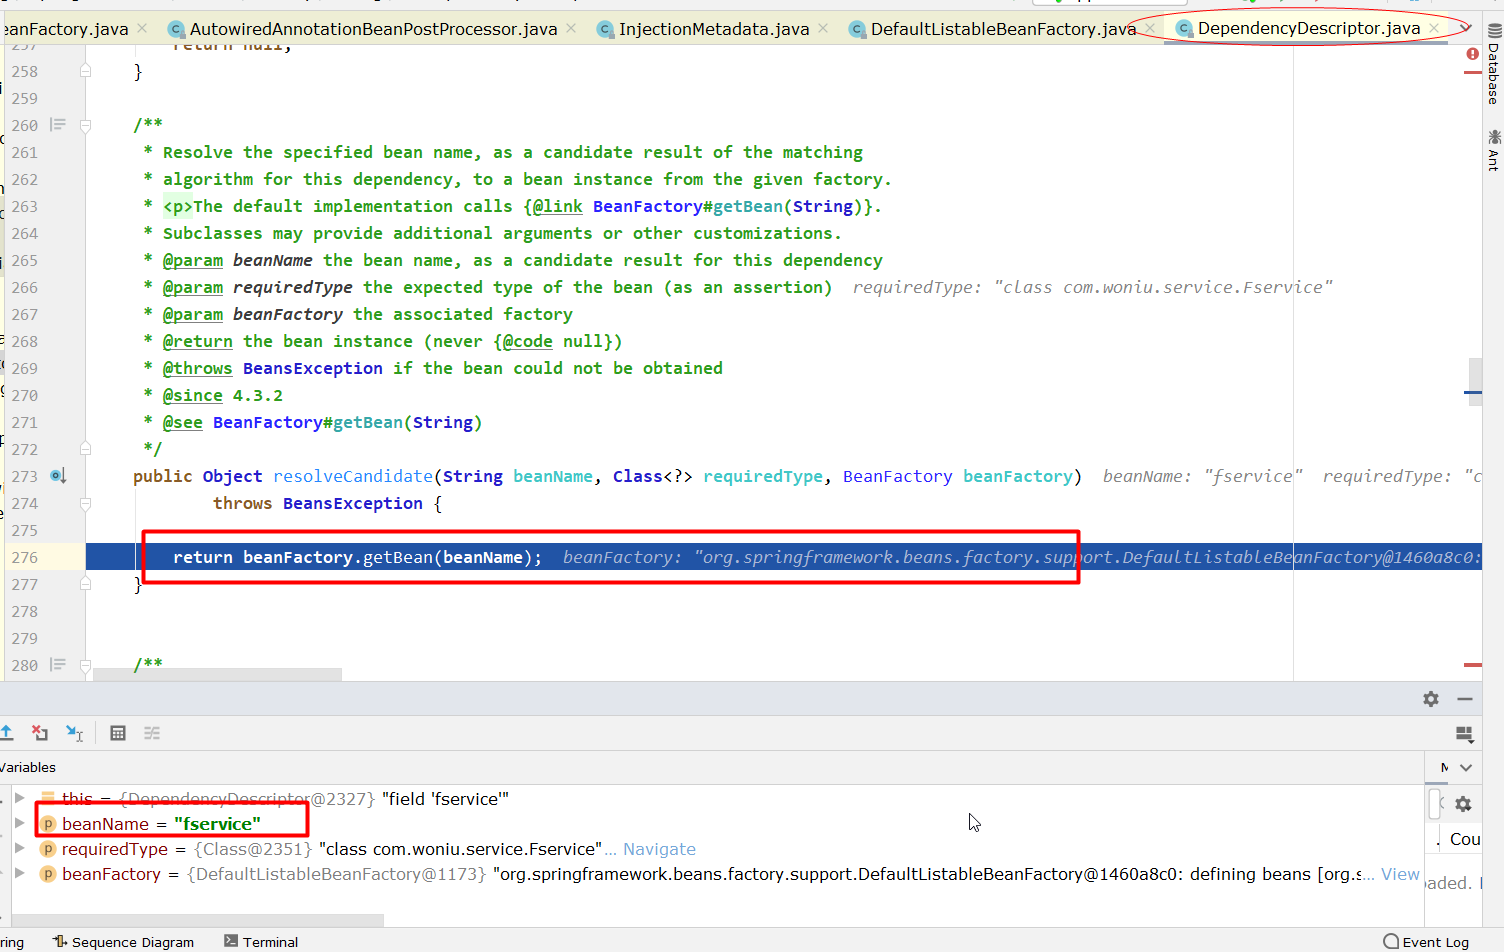 eanFactory.java AutowiredAnnotationBeanPostProcessor.java InjectionMetadata.java DefaultListableBeanFactory.java DependencyDescriptor.java
257 return null;
258 }
259
260 /**
261 * Resolve the specified bean name, as a candidate result of the matching
262 * algorithm for this dependency, to a bean instance from the given factory.
263 * <p>The default implementation calls {@link BeanFactory#getBean(String)}.
264 * Subclasses may provide additional arguments or other customizations.
265 * @param beanName the bean name, as a candidate result for this dependency
266 * @param requiredType the expected type of the bean (as an assertion) requiredType: "class com.woniu.service.Fservice"
267 * @param beanFactory the associated factory
268 * @return the bean instance (never {@code null})
269 * @throws BeansException if the bean could not be obtained
270 * @since 4.3.2
271 * @see BeanFactory#getBean(String)
272 */
273 public Object resolveCandidate(String beanName, Class<?> requiredType, BeanFactory beanFactory) beanName: "fservice" requiredType: "c
274 throws BeansException {
275
276 return beanFactory.getBean(beanName); beanFactory: "org.springframework.beans.factory.support.DefaultListableBeanFactory@1460a8c0:
277 }
278
279
280 /**
Database
Ant
Variables
this = {DependencyDescriptor@2327} "field 'fservice'"
beanName = "fservice"
requiredType = {Class@2351} "class com.woniu.service.Fservice"... Navigate
beanFactory = {DefaultListableBeanFactory@1173} "org.springframework.beans.factory.support.DefaultListableBeanFactory@1460a8c0: defining beans [org.s... View
Cou
aded.
ring Sequence Diagram Terminal Event Log